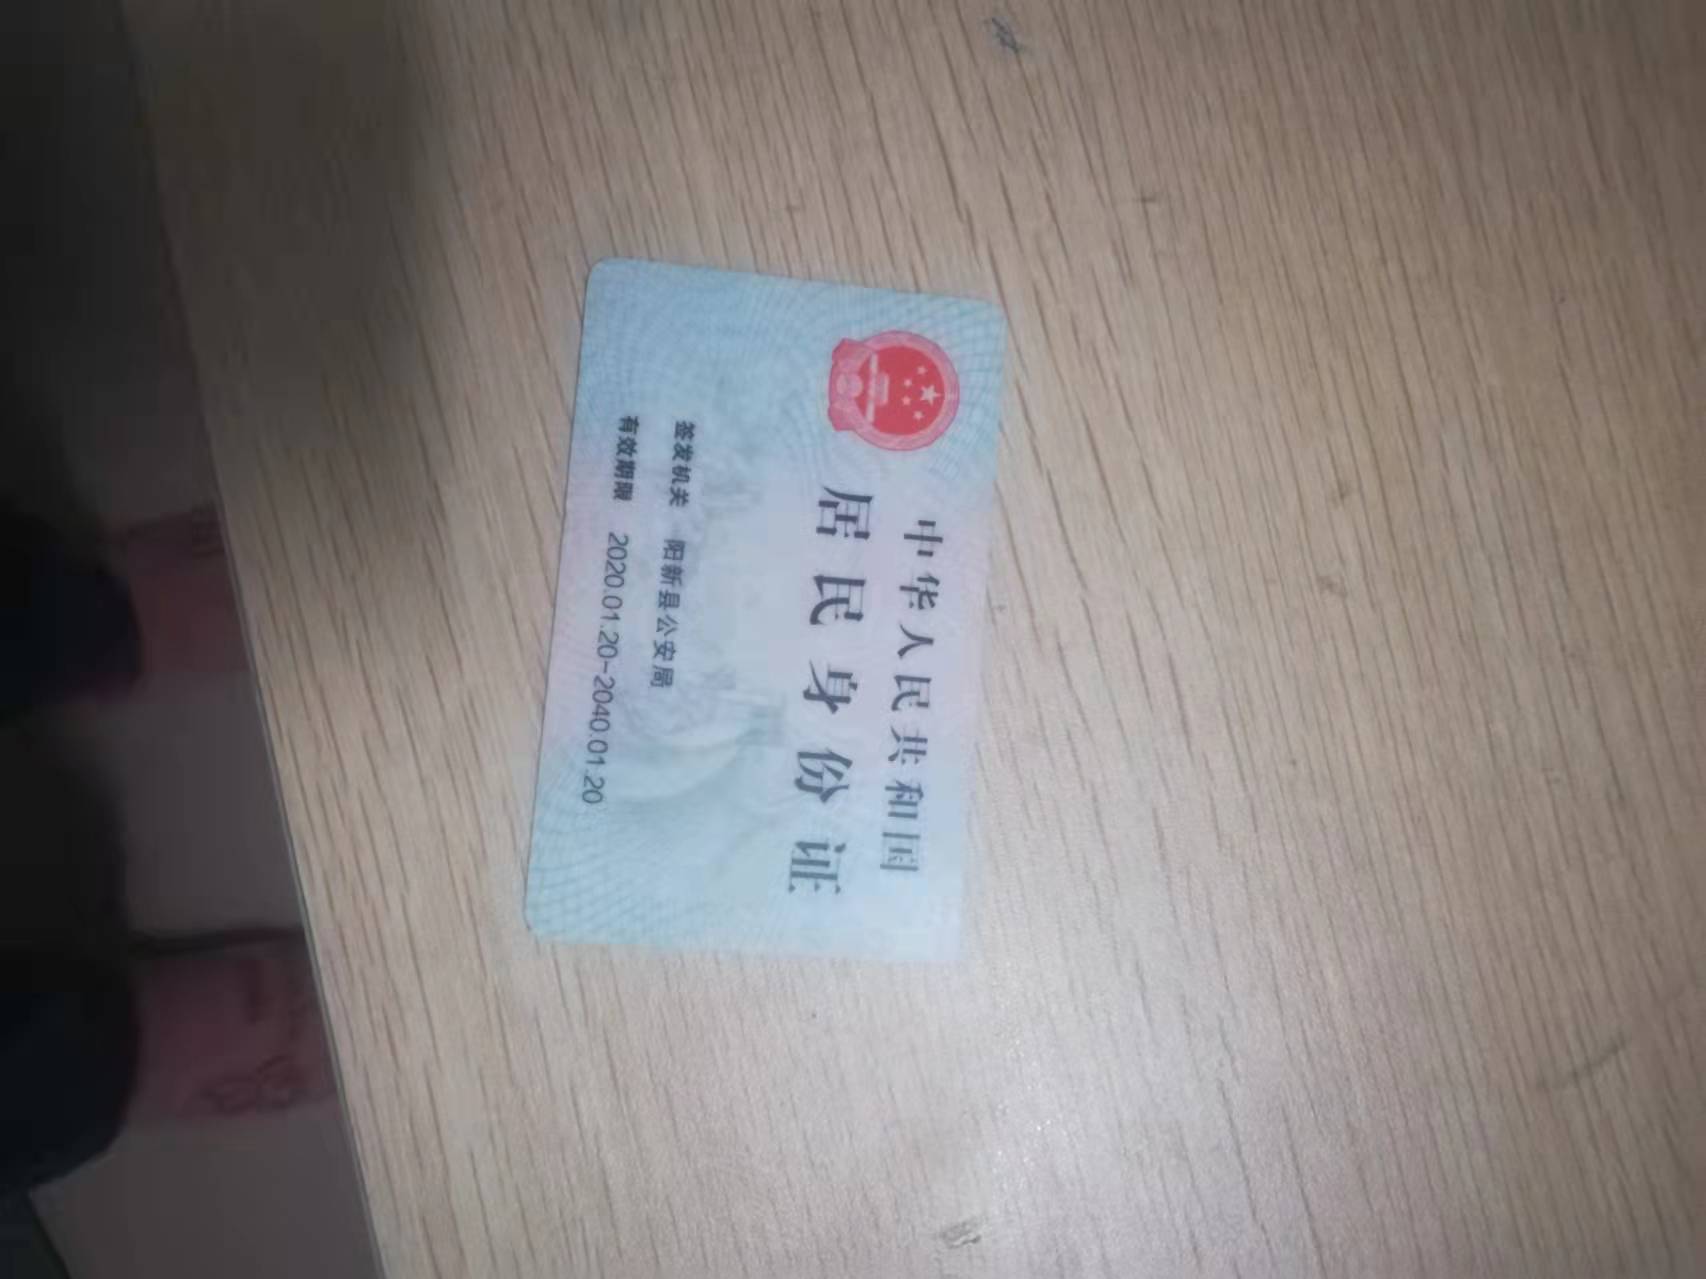 中华人民共和国
居民身份证
签发机关 阳新县公安局
有效期限 2020.01.20-2040.01.20